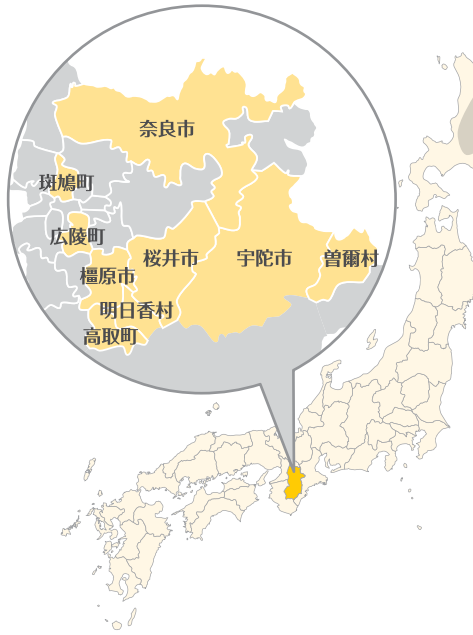 奈良市
斑鳩町
広陵町
桜井市
宇陀市
曽爾村
橿原市
明日香村
高取町